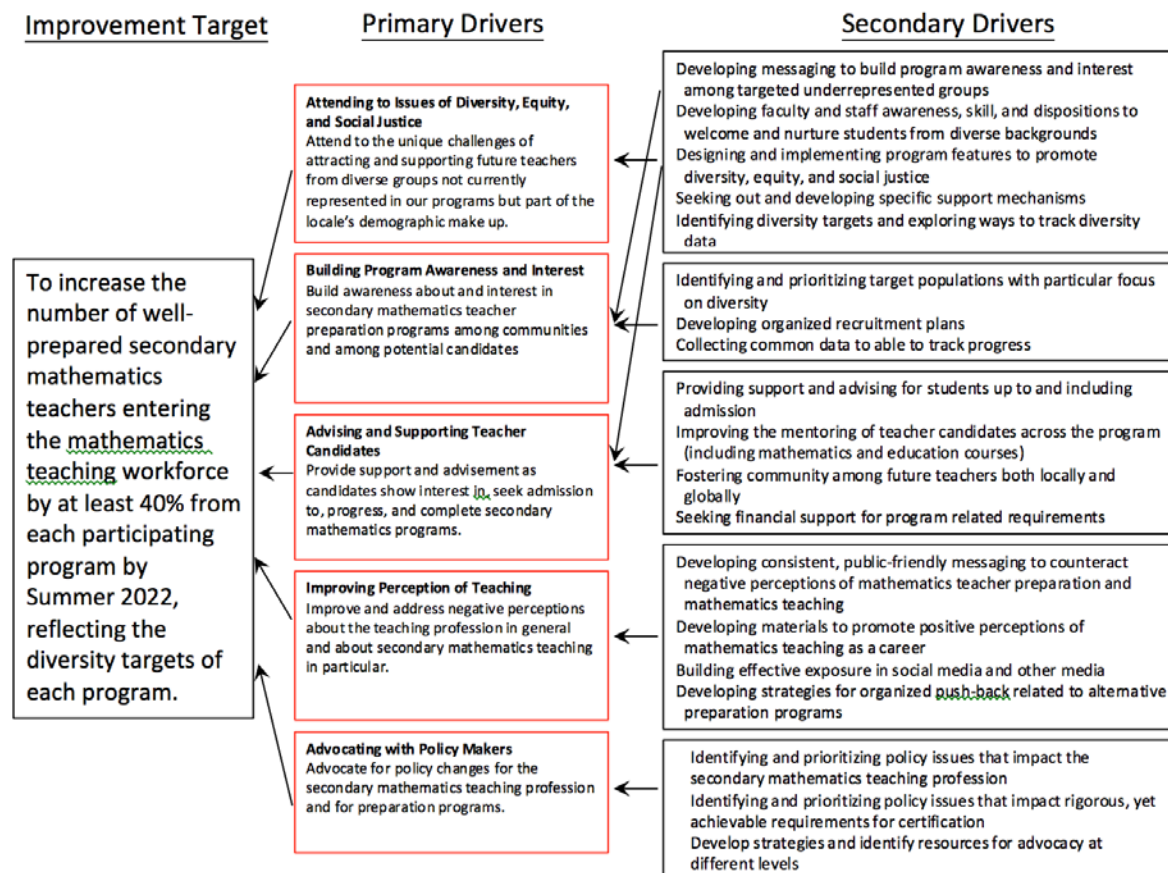 Improvement Target
Primary Drivers
Secondary Drivers
To increase the
number of well-
prepared secondary
mathematics
teachers entering
the mathematics
teaching workforce
by at least 40% from
each participating
program by
Summer 2022,
reflecting the
diversity targets of
each program.
Attending to Issues of Diversity, Equity,
and Social Justice
Attend to the unique challenges of
attracting and supporting future teachers
from diverse groups not currently
represented in our programs but part of the
locale's demographic make up.
Building Program Awareness and Interest
Build awareness about and interest in
secondary mathematics teacher
preparation programs among communities
and among potential candidates
Advising and Supporting Teacher
Candidates
Provide support and advisement as
candidates show interest in, seek admission
to, progress, and complete secondary
mathematics programs.
Improving Perception of Teaching
Improve and address negative perceptions
about the teaching profession in general
and about secondary mathematics teaching
in particular.
Advocating with Policy Makers
Advocate for policy changes for the
secondary mathematics teaching profession
and for preparation programs.
Developing messaging to build program awareness and interest
among targeted underrepresented groups
Developing faculty and staff awareness, skill, and dispositions to
welcome and nurture students from diverse backgrounds
Designing and implementing program features to promote
diversity, equity, and social justice
Seeking out and developing specific support mechanisms
Identifying diversity targets and exploring ways to track diversity
data
Identifying and prioritizing target populations with particular focus
on diversity
Developing organized recruitment plans
Collecting common data to able to track progress
Providing support and advising for students up to and including
admission
Improving the mentoring of teacher candidates across the program
(including mathematics and education courses)
Fostering community among future teachers both locally and
globally
Seeking financial support for program related requirements
Developing consistent, public-friendly messaging to counteract
negative perceptions of mathematics teacher preparation and
mathematics teaching
Developing materials to promote positive perceptions of
mathematics teaching as a career
Building effective exposure in social media and other media
Developing strategies for organized push-back related to alternative
preparation programs
Identifying and prioritizing policy issues that impact the
secondary mathematics teaching profession
Identifying and prioritizing policy issues that impact rigorous, yet
achievable requirements for certification
Develop strategies and identify resources for advocacy at
different levels